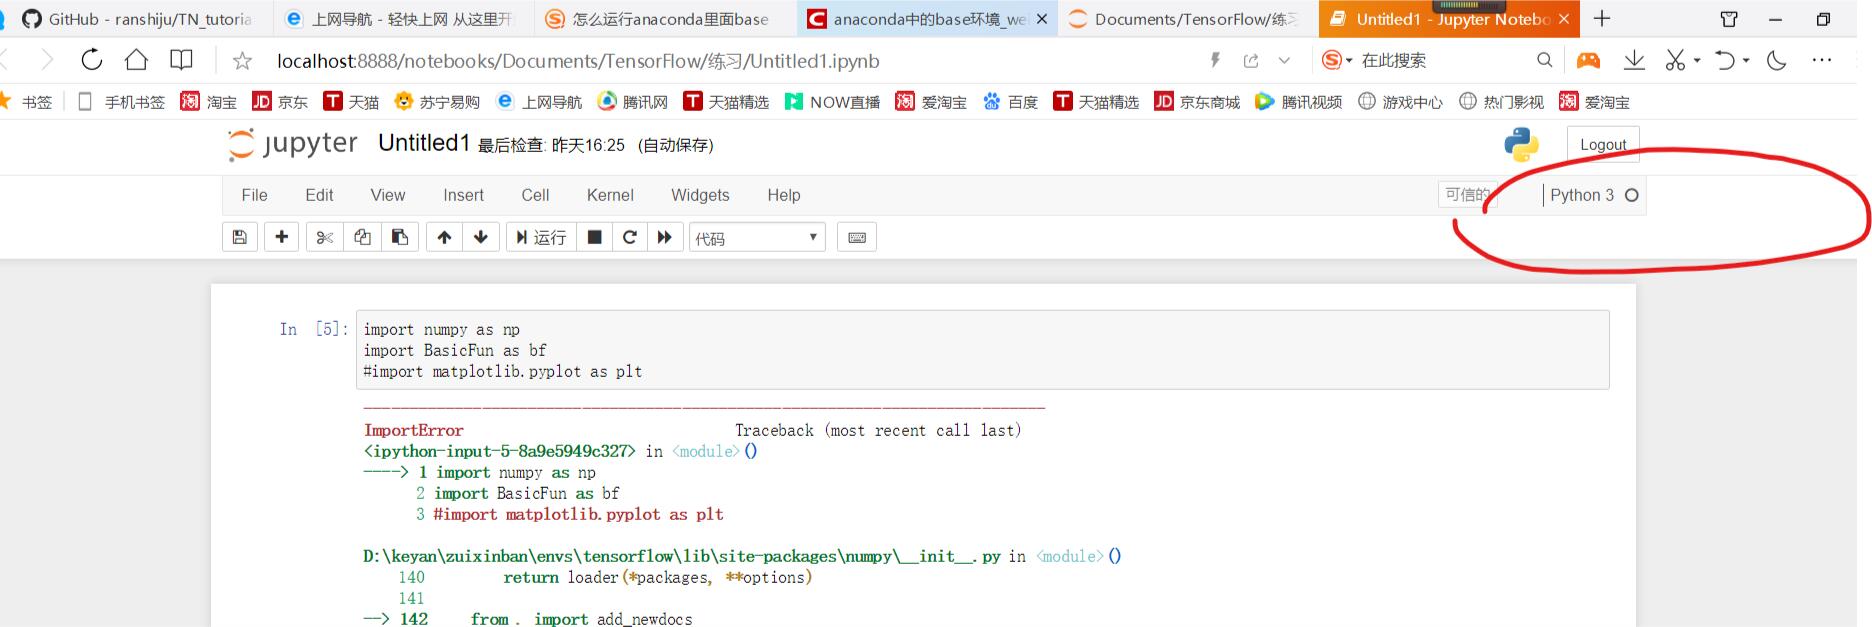 GitHub - ranshiju/TN_tutoria
上网导航 - 轻快上网 从这里开
怎么运行anaconda里面base
anaconda中的base环境_we
Documents/TensorFlow/练习
Untitled1 - Jupyter Notebo
localhost:8888/notebooks/Documents/TensorFlow/练习/Untitled1.ipynb
在此搜索
书签 手机书签 淘宝 京东 天猫 苏宁易购 上网导航 腾讯网 天猫精选 NOW直播 爱淘宝 百度 天猫精选 京东商城 腾讯视频 游戏中心 热门影视 爱淘宝
jupyter Untitled1 最后检查: 昨天16:25 (自动保存)
Logout
File Edit View Insert Cell Kernel Widgets Help 可信的 Python 3
运行 代码
In [5]: import numpy as np
import BasicFun as bf
#import matplotlib.pyplot as plt
---------------------------------------------------------------------------
ImportError Traceback (most recent call last)
<ipython-input-5-8a9e5949c327> in <module>()
----> 1 import numpy as np
2 import BasicFun as bf
3 #import matplotlib.pyplot as plt
D:\keyan\zuixinban\envs\tensorflow\lib\site-packages\numpy\__init__.py in <module>()
140 return loader(*packages, **options)
141
--> 142 from . import add_newdocs